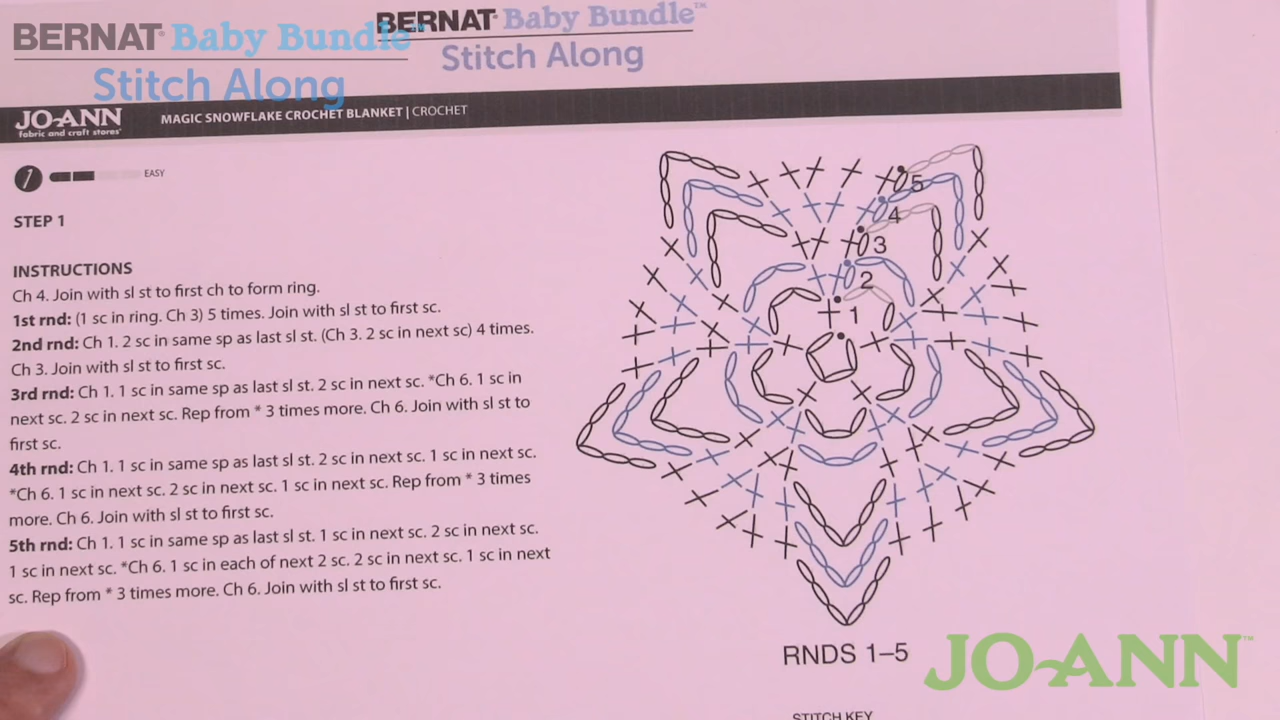 BERNAT Baby Bundle™
Stitch Along
BERNAT Baby Bundle™
Stitch Along
JO-ANN
fabric and craft stores
MAGIC SNOWFLAKE CROCHET BLANKET | CROCHET
EASY
STEP 1
INSTRUCTIONS
Ch 4. Join with sl st to first ch to form ring.
1st rnd: (1 sc in ring. Ch 3) 5 times. Join with sl st to first sc.
2nd rnd: Ch 1. 2 sc in same sp as last sl st. (Ch 3. 2 sc in next sc) 4 times.
Ch 3. Join with sl st to first sc.
3rd rnd: Ch 1. 1 sc in same sp as last sl st. 2 sc in next sc. *Ch 6. 1 sc in
next sc. 2 sc in next sc. Rep from * 3 times more. Ch 6. Join with sl st to
first sc.
4th rnd: Ch 1. 1 sc in same sp as last sl st. 2 sc in next sc. 1 sc in next sc.
*Ch 6. 1 sc in next sc. 2 sc in next sc. 1 sc in next sc. Rep from * 3 times
more. Ch 6. Join with sl st to first sc.
5th rnd: Ch 1. 1 sc in same sp as last sl st. 1 sc in next sc. 2 sc in next sc.
1 sc in next sc. *Ch 6. 1 sc in each of next 2 sc. 2 sc in next sc. 1 sc in next
sc. Rep from * 3 times more. Ch 6. Join with sl st to first sc.
5
4
3
2
1
RNDS 1–5
JO-ANN™
STITCH KEY